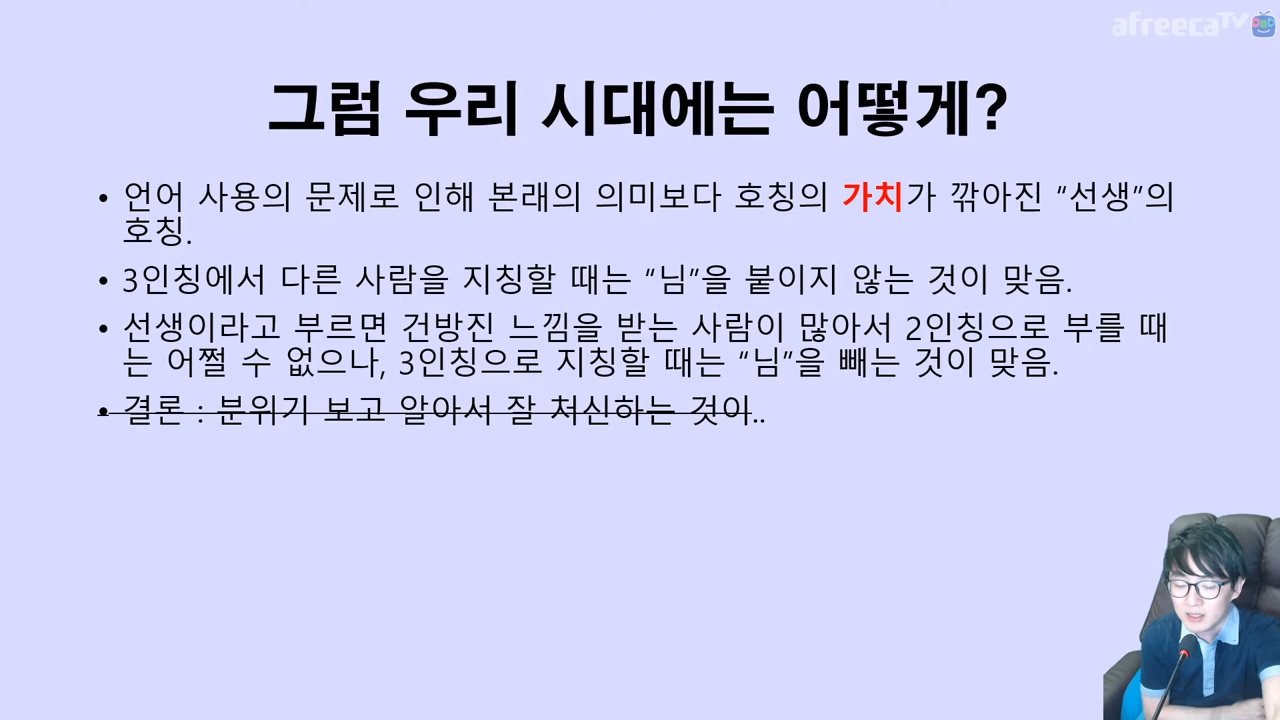 afreecaTV
그럼 우리 시대에는 어떻게?
• 언어 사용의 문제로 인해 본래의 의미보다 호칭의 가치가 깎아진 “선생”의
호칭.
• 3인칭에서 다른 사람을 지칭할 때는 “님”을 붙이지 않는 것이 맞음.
• 선생이라고 부르면 건방진 느낌을 받는 사람이 많아서 2인칭으로 부를 때
는 어쩔 수 없으나, 3인칭으로 지칭할 때는 “님”을 빼는 것이 맞음.
• 결론 : 분위기 보고 알아서 잘 처신하는 것이..